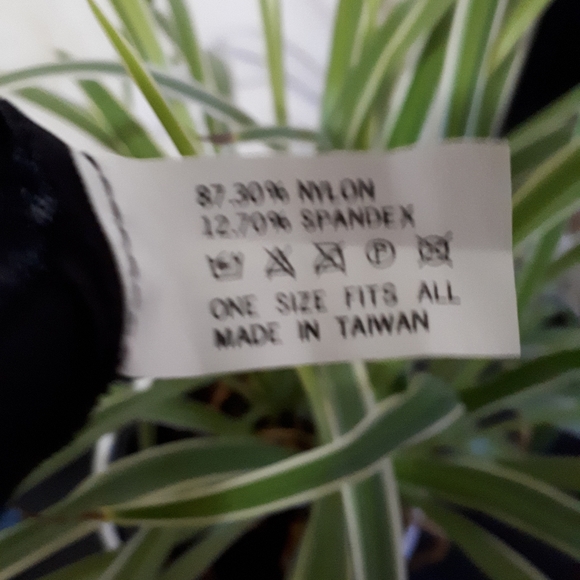 87.30% NYLON
12.70% SPANDEX
P
ONE SIZE FITS ALL
MADE IN TAIWAN